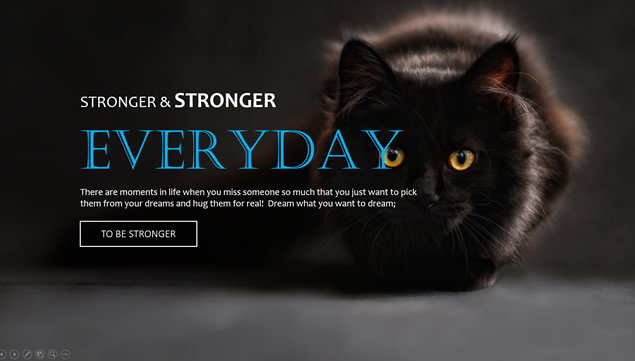 STRONGER & STRONGER
EVERYDAY
There are moments in life when you miss someone so much that you just want to pick
them from your dreams and hug them for real!  Dream what you want to dream;
TO BE STRONGER